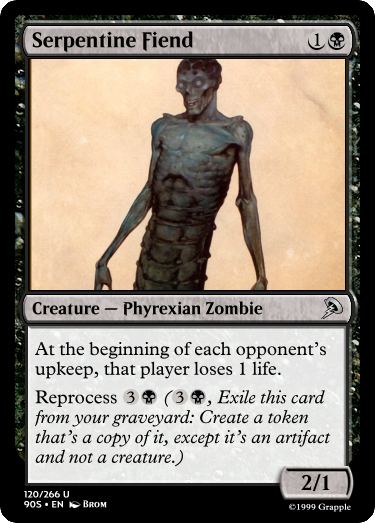 Serpentine Fiend 1
Creature — Phyrexian Zombie
At the beginning of each opponent's
upkeep, that player loses 1 life.
Reprocess 3 ( 3 , Exile this card
from your graveyard: Create a token
that's a copy of it, except it's an artifact
and not a creature.)
2/1
120/266 U
90S • EN BROM
©1999 Grapple